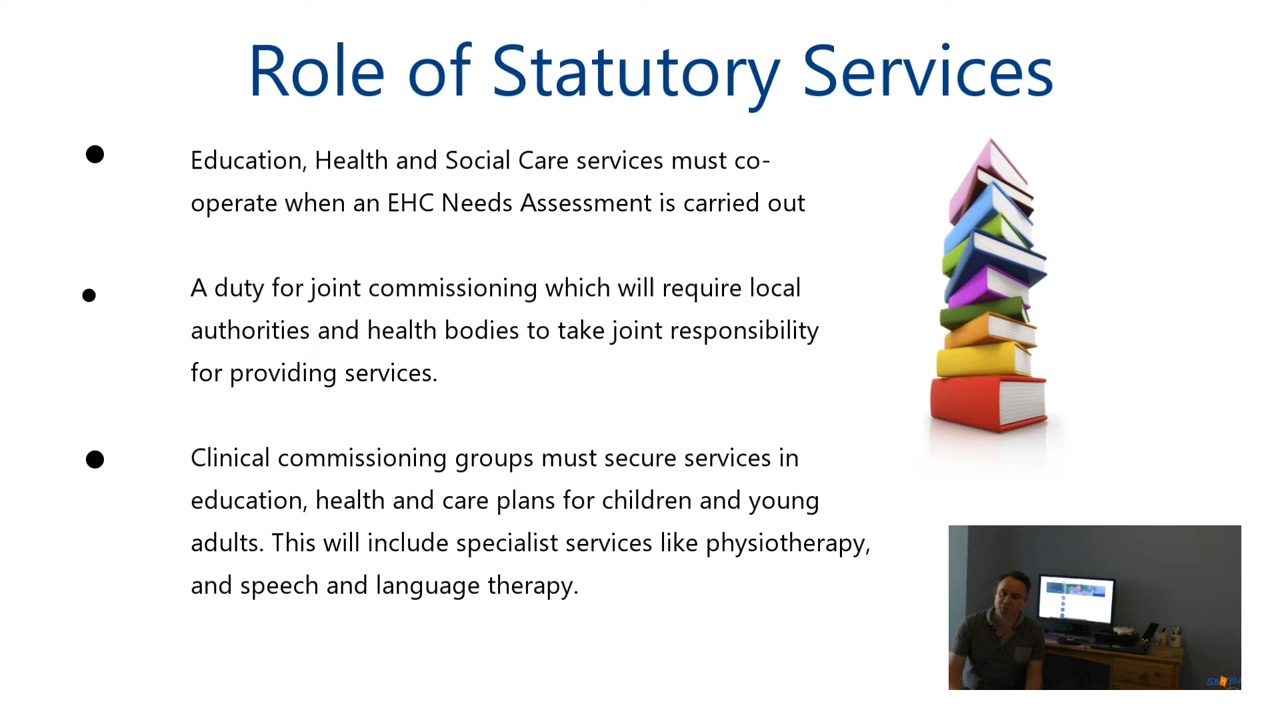 Role of Statutory Services
Education, Health and Social Care services must co-
operate when an EHC Needs Assessment is carried out
A duty for joint commissioning which will require local
authorities and health bodies to take joint responsibility
for providing services.
Clinical commissioning groups must secure services in
education, health and care plans for children and young
adults. This will include specialist services like physiotherapy,
and speech and language therapy.